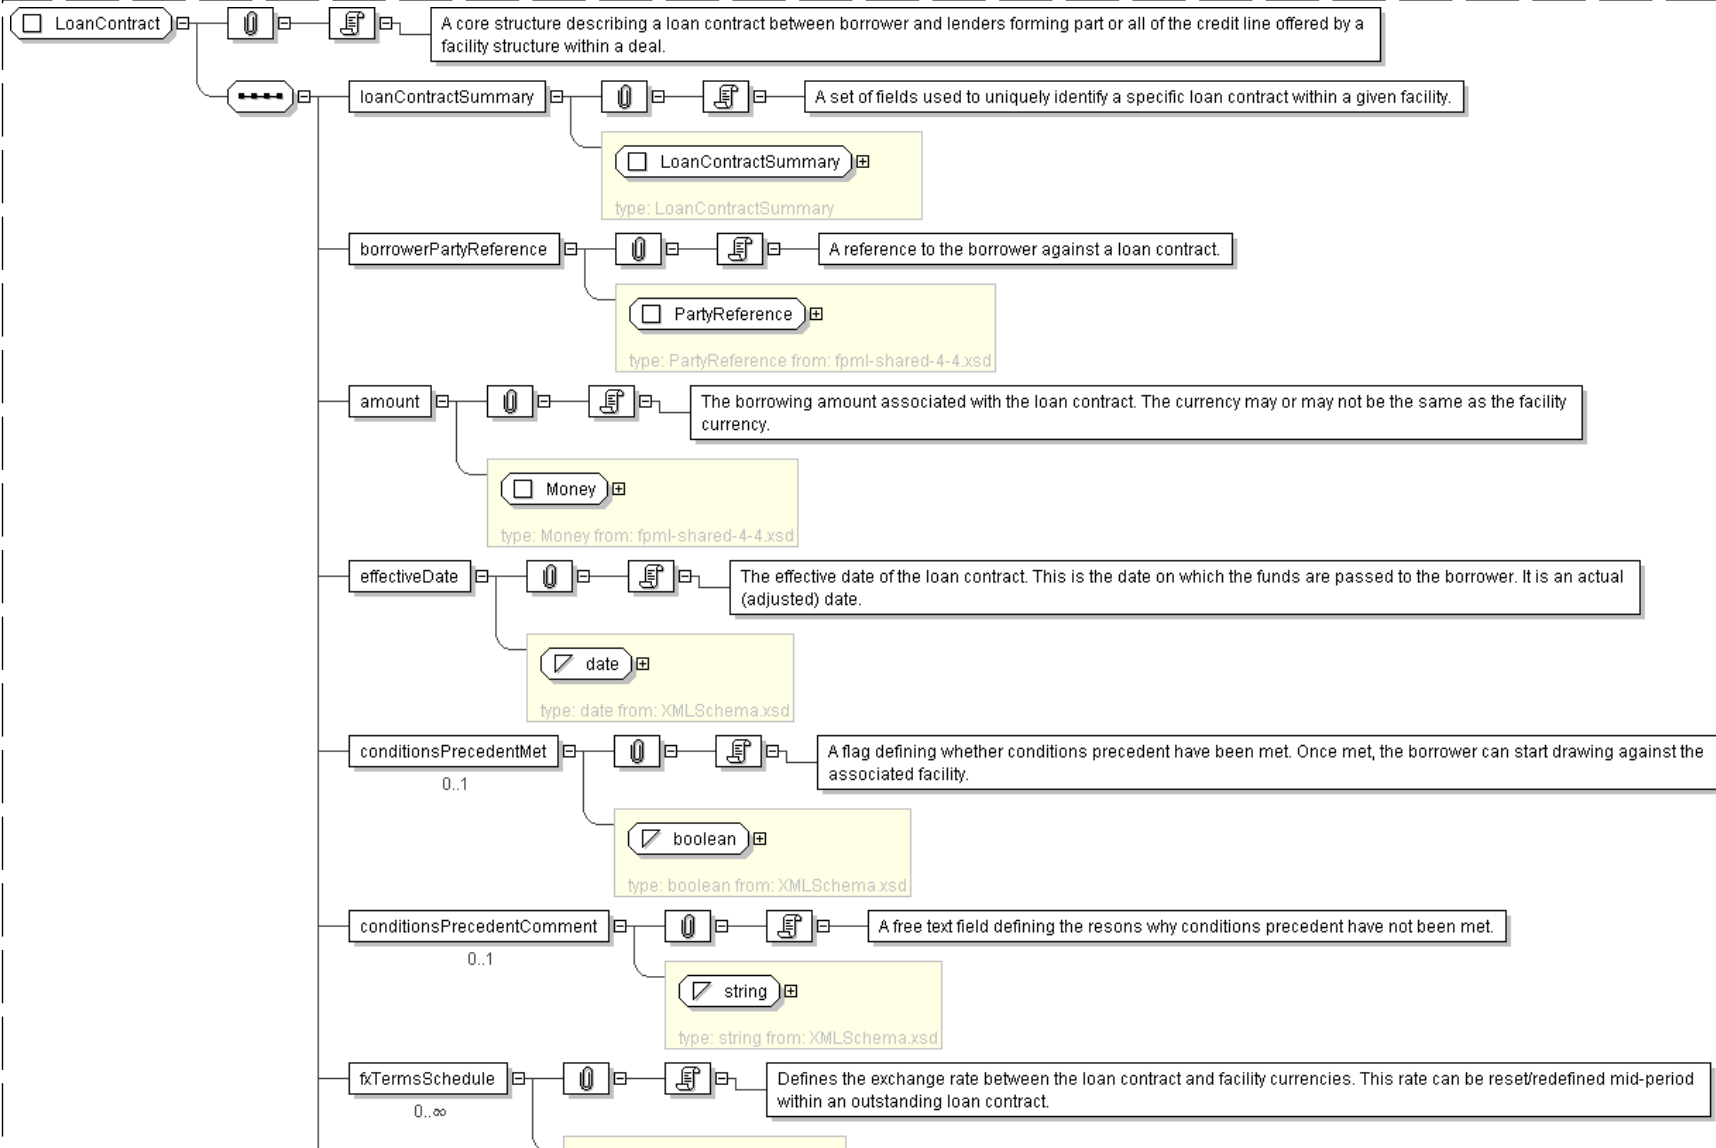 LoanContract
A core structure describing a loan contract between borrower and lenders forming part or all of the credit line offered by a
facility structure within a deal.
loanContractSummary
A set of fields used to uniquely identify a specific loan contract within a given facility.
LoanContractSummary
type: LoanContractSummary
borrowerPartyReference
A reference to the borrower against a loan contract.
PartyReference
type: PartyReference from: fpml-shared-4-4.xsd
amount
The borrowing amount associated with the loan contract. The currency may or may not be the same as the facility
currency.
Money
type: Money from: fpml-shared-4-4.xsd
effectiveDate
The effective date of the loan contract. This is the date on which the funds are passed to the borrower. It is an actual
(adjusted) date.
date
type: date from: XMLSchema.xsd
conditionsPrecedentMet
A flag defining whether conditions precedent have been met. Once met, the borrower can start drawing against the
associated facility.
0..1
boolean
type: boolean from: XMLSchema.xsd
conditionsPrecedentComment
A free text field defining the resons why conditions precedent have not been met.
0..1
string
type: string from: XMLSchema.xsd
fxTermsSchedule
Defines the exchange rate between the loan contract and facility currencies. This rate can be reset/redefined mid-period
within an outstanding loan contract.
0..∞